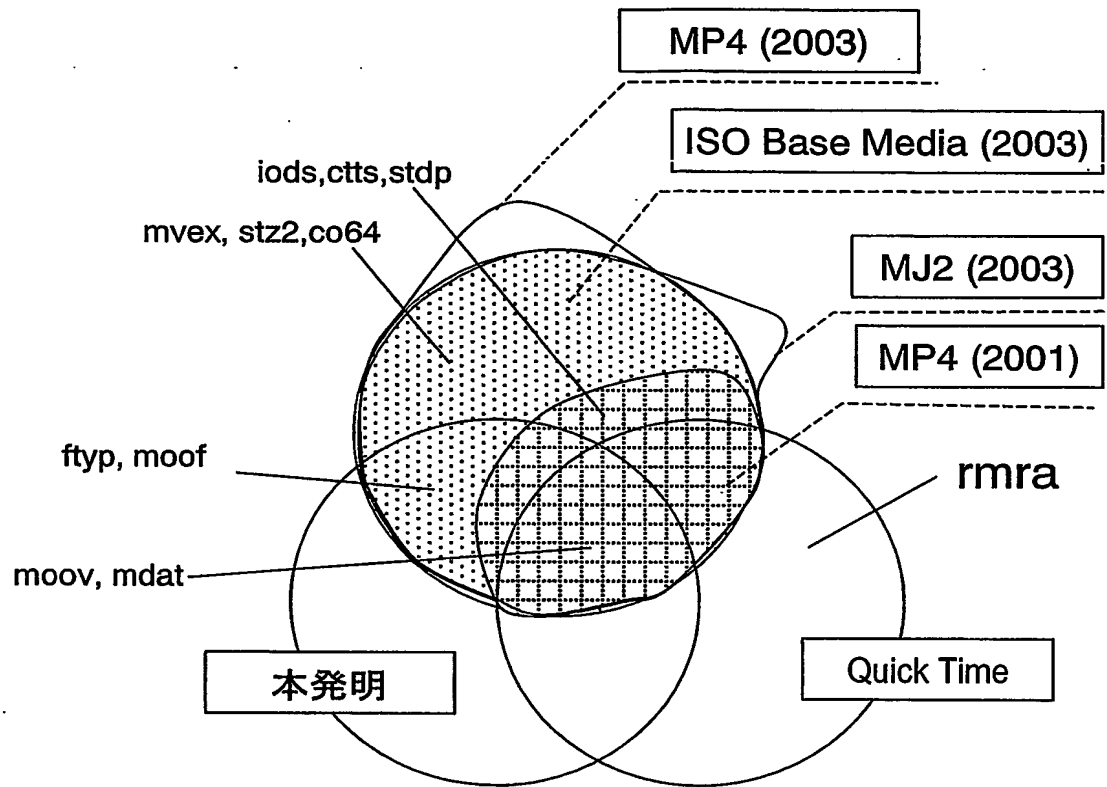 MP4 (2003)
ISO Base Media (2003)
iods,ctts,stdp
mvex, stz2,co64
MJ2 (2003)
MP4 (2001)
ftyp, moof
rmra
moov, mdat
本発明
Quick Time